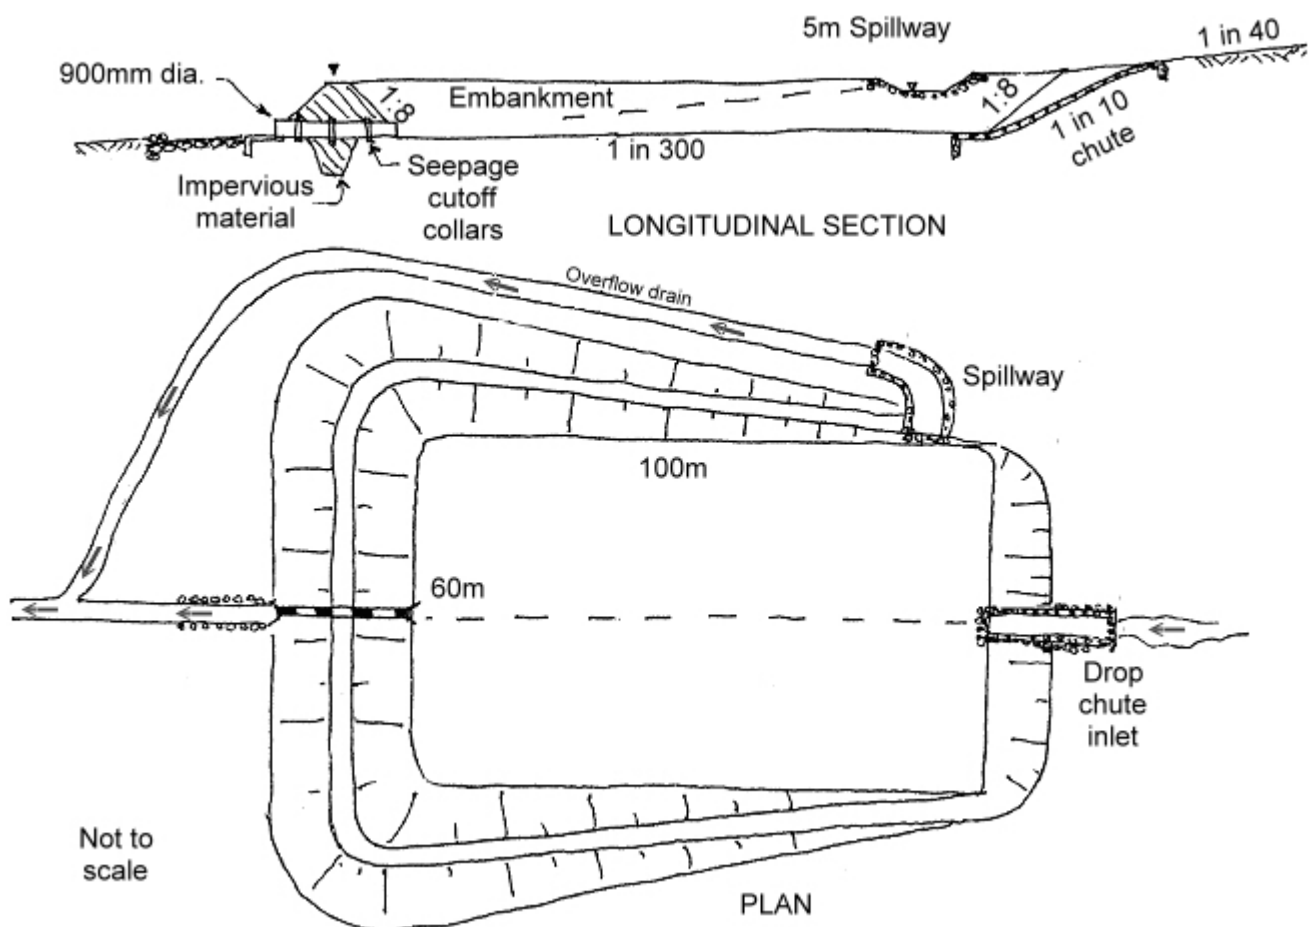 5m Spillway
1 in 40
900mm dia.
1:8
Embankment
1:8
1 in 10
chute
1 in 300
Seepage
cutoff
collars
Impervious
material
LONGITUDINAL SECTION
Overflow drain
Spillway
100m
60m
Drop
chute
inlet
Not to
scale
PLAN